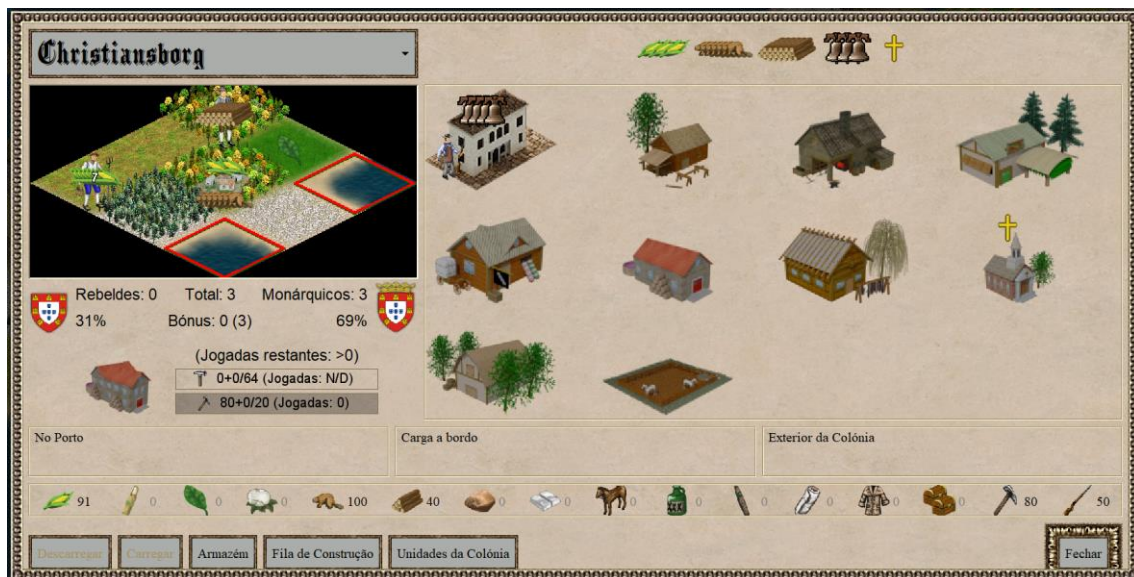 Christiansborg
7
Rebeldes: 0 Total: 3 Monárquicos: 3
31% Bónus: 0 (3) 69%
(Jogadas restantes: >0)
0+0/64 (Jogadas: N/D)
80+0/20 (Jogadas: 0)
No Porto
Carga a bordo
Exterior da Colónia
91 0 0 0 100 40 0 0 0 0 0 0 0 0 80 50
Descarregar Carregar Armazém Fila de Construção Unidades da Colónia Fechar